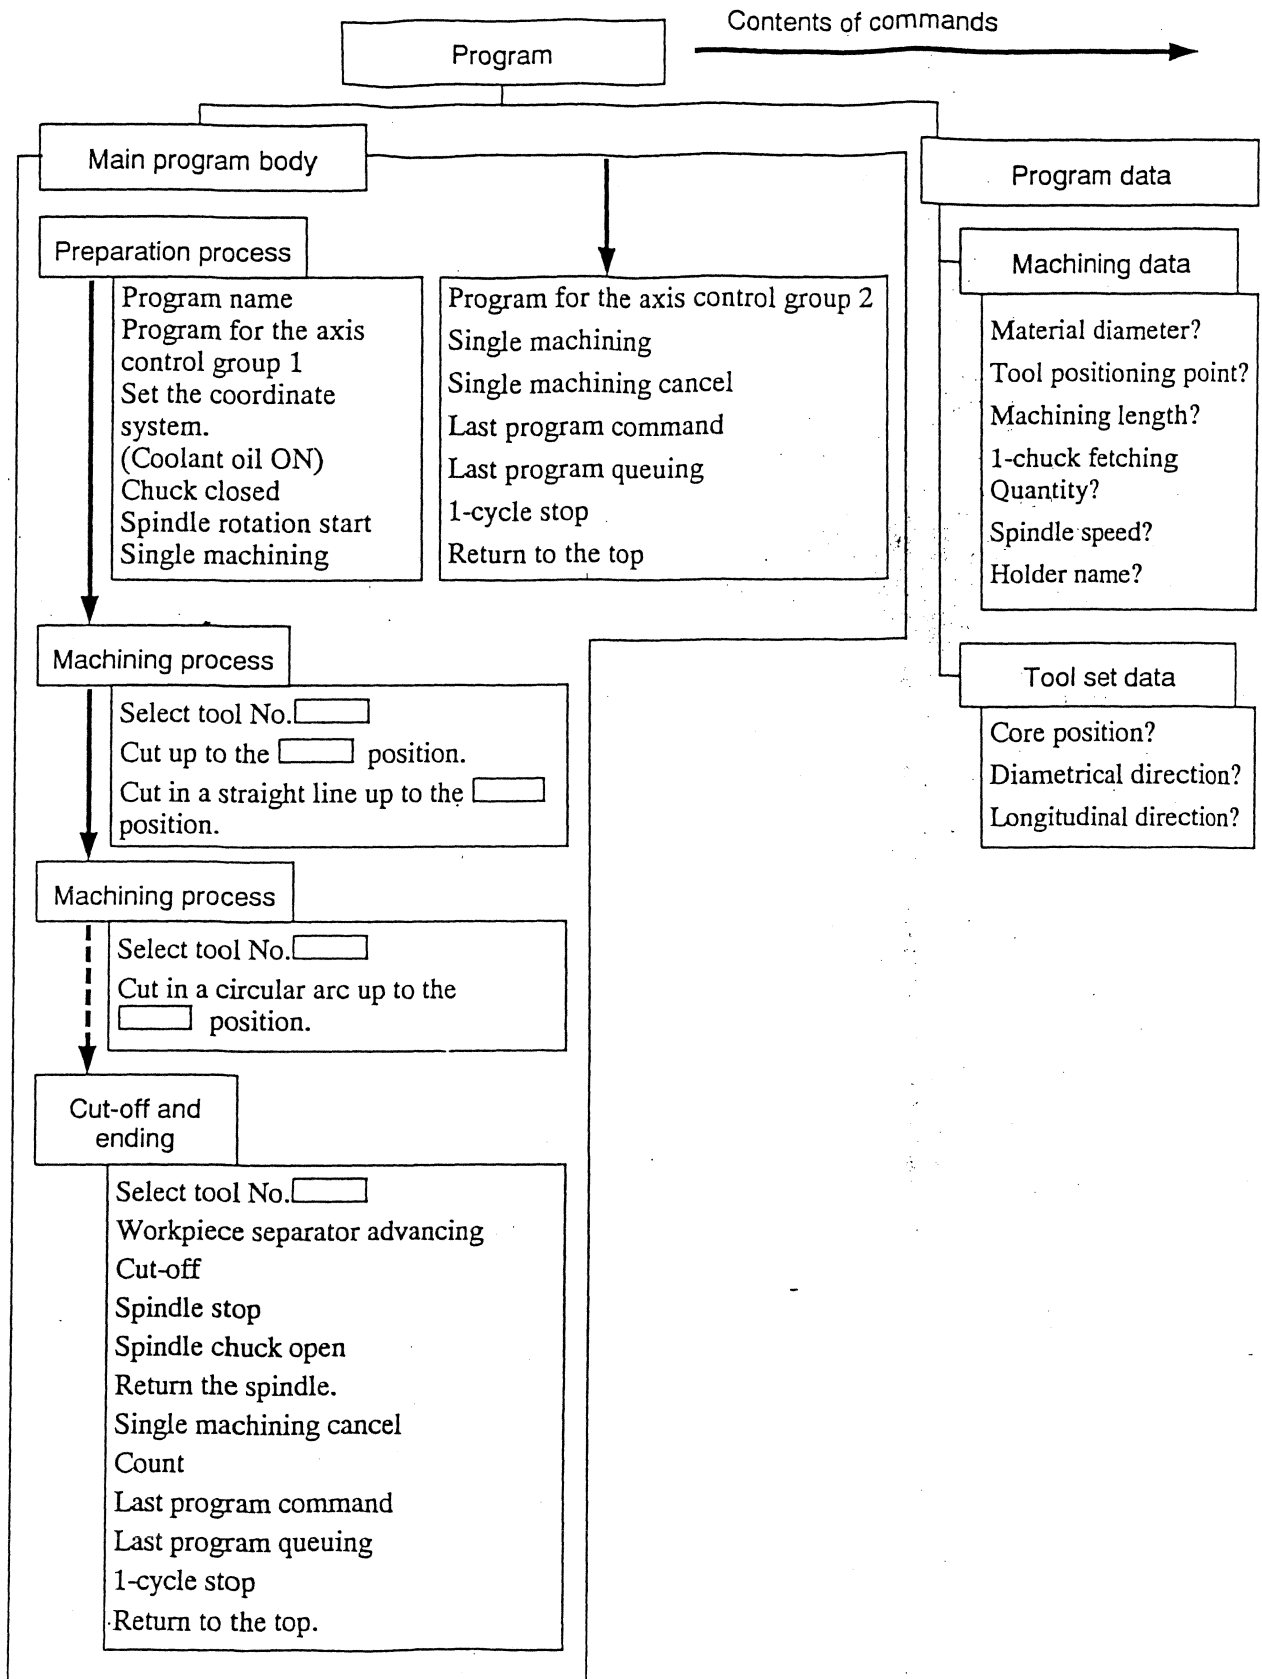 Contents of commands
Program
Main program body
Preparation process
Program name
Program for the axis
control group 1
Set the coordinate
system.
(Coolant oil ON)
Chuck closed
Spindle rotation start
Single machining
Program for the axis control group 2
Single machining
Single machining cancel
Last program command
Last program queuing
1-cycle stop
Return to the top
Machining process
Select tool No.
Cut up to the position.
Cut in a straight line up to the
position.
Machining process
Select tool No.
Cut in a circular arc up to the
position.
Cut-off and
ending
Select tool No.
Workpiece separator advancing
Cut-off
Spindle stop
Spindle chuck open
Return the spindle.
Single machining cancel
Count
Last program command
Last program queuing
1-cycle stop
Return to the top.
Program data
Machining data
Material diameter?
Tool positioning point?
Machining length?
1-chuck fetching
Quantity?
Spindle speed?
Holder name?
Tool set data
Core position?
Diametrical direction?
Longitudinal direction?